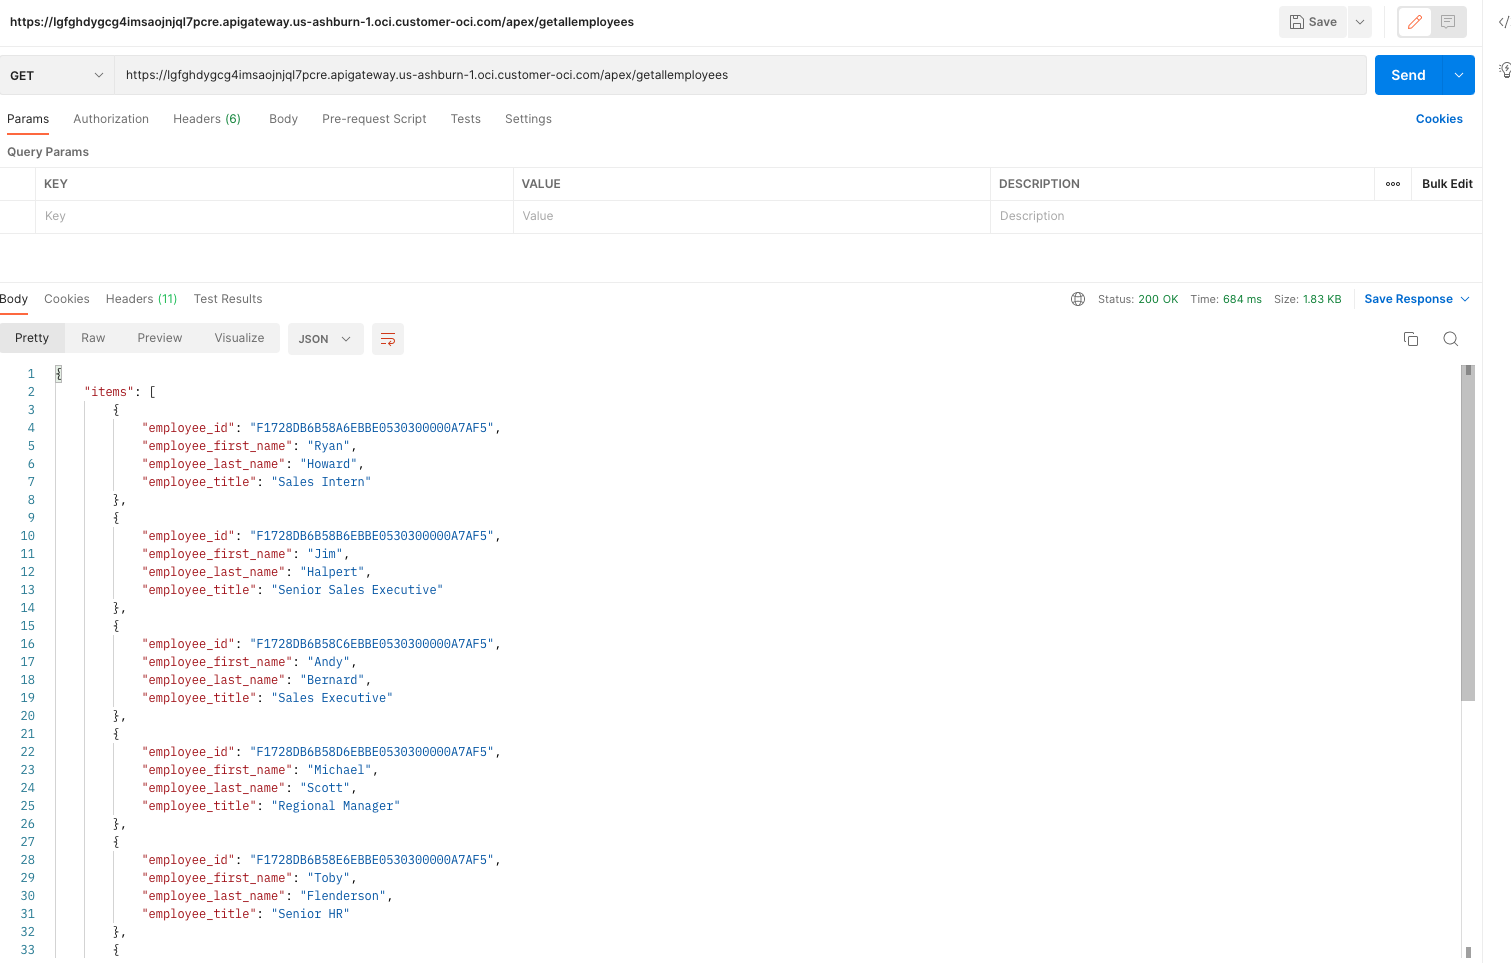 https://lgfghdygcg4imsaojnjql7pcre.apigateway.us-ashburn-1.oci.customer-oci.com/apex/getallemployees
Save
GET
https://lgfghdygcg4imsaojnjql7pcre.apigateway.us-ashburn-1.oci.customer-oci.com/apex/getallemployees
Send
Params Authorization Headers (6) Body Pre-request Script Tests Settings Cookies
Query Params
KEY VALUE DESCRIPTION ooo Bulk Edit
Key Value Description
Body Cookies Headers (11) Test Results Status: 200 OK Time: 684 ms Size: 1.83 KB Save Response
Pretty Raw Preview Visualize JSON
1 {
2 "items": [
3 {
4 "employee_id": "F1728DB6B58A6EBBE0530300000A7AF5",
5 "employee_first_name": "Ryan",
6 "employee_last_name": "Howard",
7 "employee_title": "Sales Intern"
8 },
9 {
10 "employee_id": "F1728DB6B58B6EBBE0530300000A7AF5",
11 "employee_first_name": "Jim",
12 "employee_last_name": "Halpert",
13 "employee_title": "Senior Sales Executive"
14 },
15 {
16 "employee_id": "F1728DB6B58C6EBBE0530300000A7AF5",
17 "employee_first_name": "Andy",
18 "employee_last_name": "Bernard",
19 "employee_title": "Sales Executive"
20 },
21 {
22 "employee_id": "F1728DB6B58D6EBBE0530300000A7AF5",
23 "employee_first_name": "Michael",
24 "employee_last_name": "Scott",
25 "employee_title": "Regional Manager"
26 },
27 {
28 "employee_id": "F1728DB6B58E6EBBE0530300000A7AF5",
29 "employee_first_name": "Toby",
30 "employee_last_name": "Flenderson",
31 "employee_title": "Senior HR"
32 },
33 {